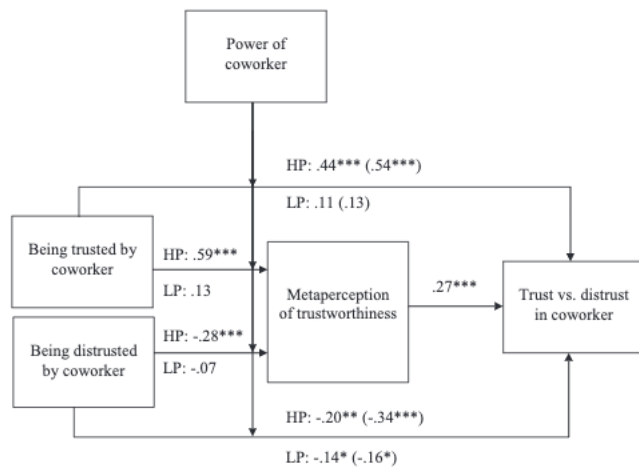 Power of
coworker
HP: .44*** (.54***)
LP: .11 (.13)
Being trusted by
coworker
HP: .59***
LP: .13
Metaperception
of trustworthiness
.27***
Trust vs. distrust
in coworker
Being distrusted
by coworker
HP: -.28***
LP: -.07
HP: -.20** (-.34***)
LP: -.14* (-.16*)